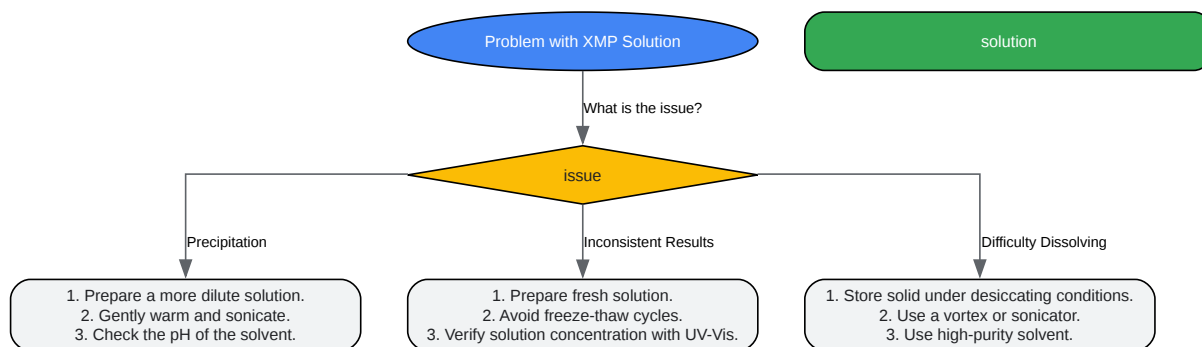 Problem with XMP Solution
solution
What is the issue?
issue
Precipitation
Inconsistent Results
Difficulty Dissolving
1. Prepare a more dilute solution.
2. Gently warm and sonicate.
3. Check the pH of the solvent.
1. Prepare fresh solution.
2. Avoid freeze-thaw cycles.
3. Verify solution concentration with UV-Vis.
1. Store solid under desiccating conditions.
2. Use a vortex or sonicator.
3. Use high-purity solvent.